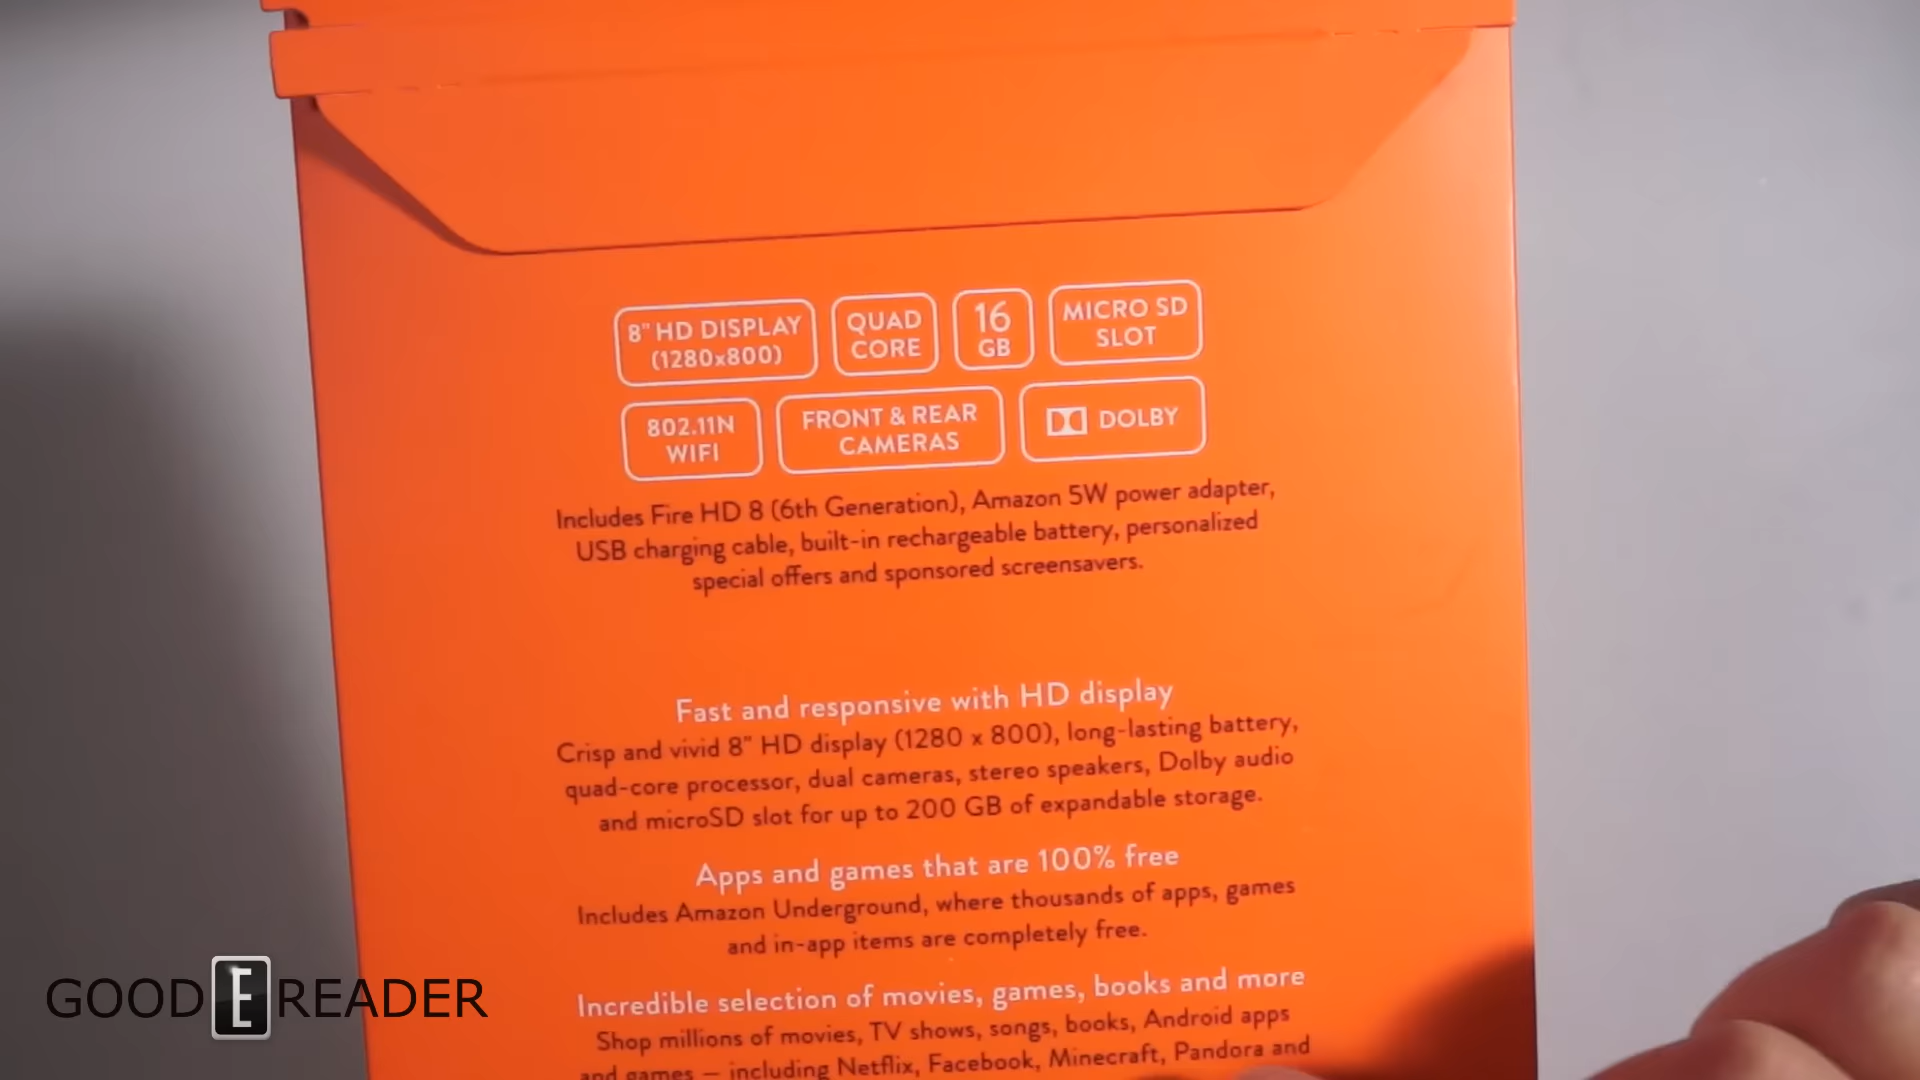 8" HD DISPLAY
(1280x800)
QUAD
CORE
16
GB
MICRO SD
SLOT
802.11N
WIFI
FRONT & REAR
CAMERAS
DOLBY
Includes Fire HD 8 (6th Generation), Amazon 5W power adapter,
USB charging cable, built-in rechargeable battery, personalized
special offers and sponsored screensavers.
Fast and responsive with HD display
Crisp and vivid 8" HD display (1280 x 800), long-lasting battery,
quad-core processor, dual cameras, stereo speakers, Dolby audio
and microSD slot for up to 200 GB of expandable storage.
Apps and games that are 100% free
Includes Amazon Underground, where thousands of apps, games
and in-app items are completely free.
Incredible selection of movies, games, books and more
Shop millions of movies, TV shows, songs, books, Android apps
and games – including Netflix, Facebook, Minecraft, Pandora and
GOOD E READER